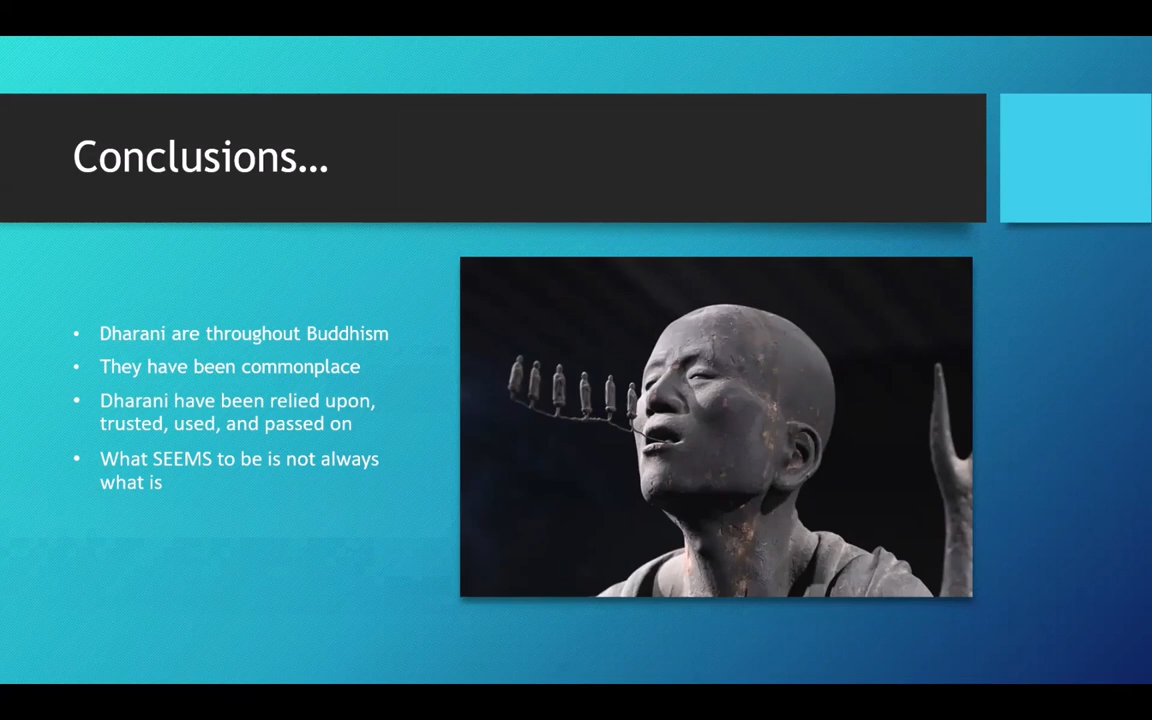 Conclusions...
• Dharani are throughout Buddhism
• They have been commonplace
• Dharani have been relied upon,
trusted, used, and passed on
• What SEEMS to be is not always
what is